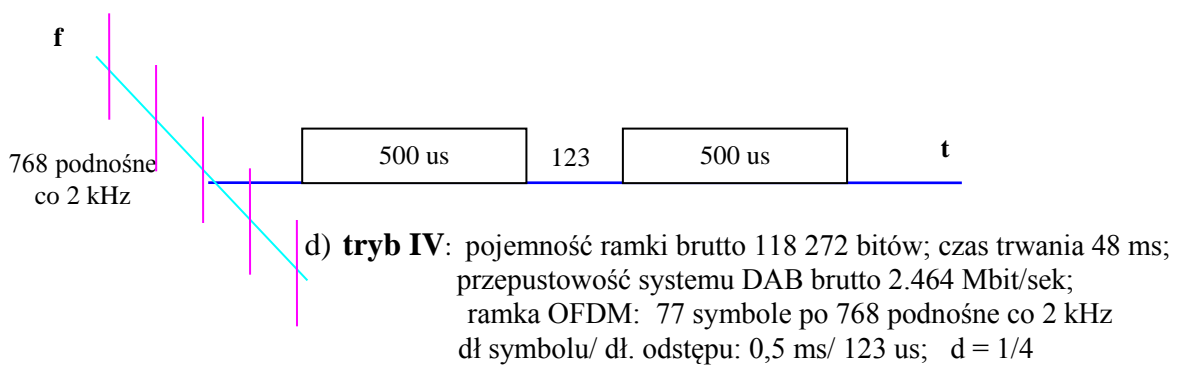 f
768 podnośne
co 2 kHz
500 us
123
500 us
t
d) tryb IV: pojemność ramki brutto 118 272 bitów; czas trwania 48 ms;
przepustowość systemu DAB brutto 2.464 Mbit/sek;
ramka OFDM: 77 symbole po 768 podnośne co 2 kHz
dł symbolu/ dł. odstępu: 0,5 ms/ 123 us; d = 1/4